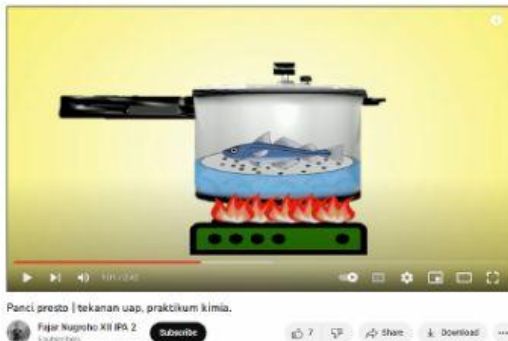 Panci presto | tekanan uap, praktikum kimia.
Fajar Nugroho XII IPA 2
Subscribe
7
Share
Download